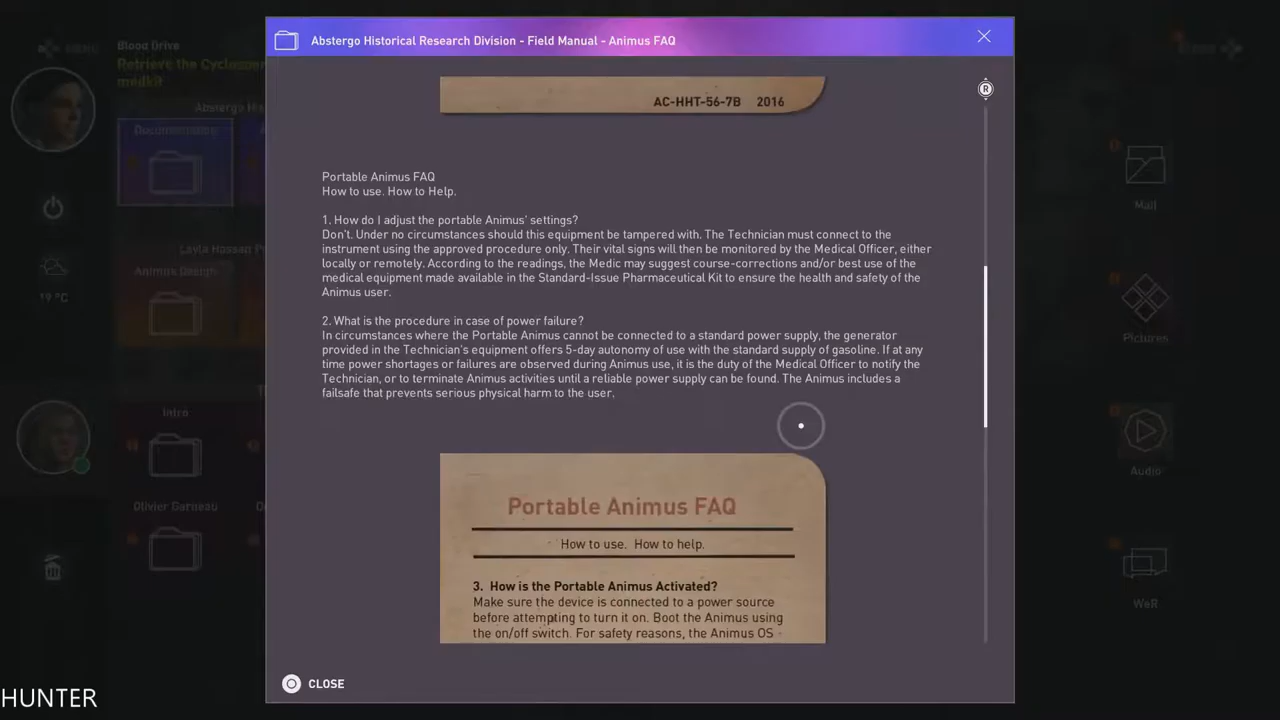 MENU
Blood Drive
Retrieve the Cyclosmer
medkit
Abstergo His
Documentation
19 °C
Layla Hassan P
Animus Design
Intro
Olivier Garneau
Abstergo Historical Research Division - Field Manual - Animus FAQ
AC-HHT-56-7B 2016
R
Portable Animus FAQ
How to use. How to Help.
1. How do I adjust the portable Animus' settings?
Don't. Under no circumstances should this equipment be tampered with. The Technician must connect to the
instrument using the approved procedure only. Their vital signs will then be monitored by the Medical Officer, either
locally or remotely. According to the readings, the Medic may suggest course-corrections and/or best use of the
medical equipment made available in the Standard-Issue Pharmaceutical Kit to ensure the health and safety of the
Animus user.
2. What is the procedure in case of power failure?
In circumstances where the Portable Animus cannot be connected to a standard power supply, the generator
provided in the Technician's equipment offers 5-day autonomy of use with the standard supply of gasoline. If at any
time power shortages or failures are observed during Animus use, it is the duty of the Medical Officer to notify the
Technician, or to terminate Animus activities until a reliable power supply can be found. The Animus includes a
failsafe that prevents serious physical harm to the user.
Portable Animus FAQ
How to use. How to help.
3. How is the Portable Animus Activated?
Make sure the device is connected to a power source
before attempting to turn it on. Boot the Animus using
the on/off switch. For safety reasons, the Animus OS
CLOSE
Mail
Pictures
Audio
WeR
HUNTER